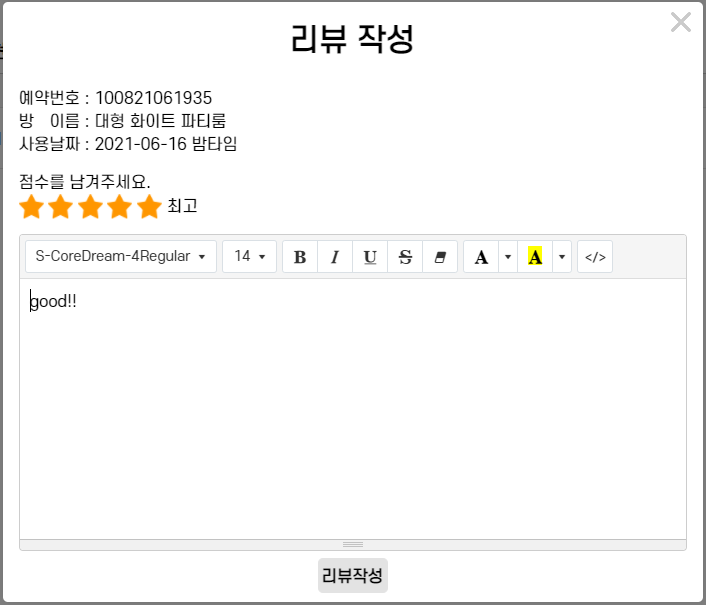 리뷰 작성
예약번호 : 100821061935
방 이름 : 대형 화이트 파티룸
사용날짜 : 2021-06-16 밤타임
점수를 남겨주세요.
최고
S-CoreDream-4Regular 14 B I U S A A </>
good!!
리뷰작성